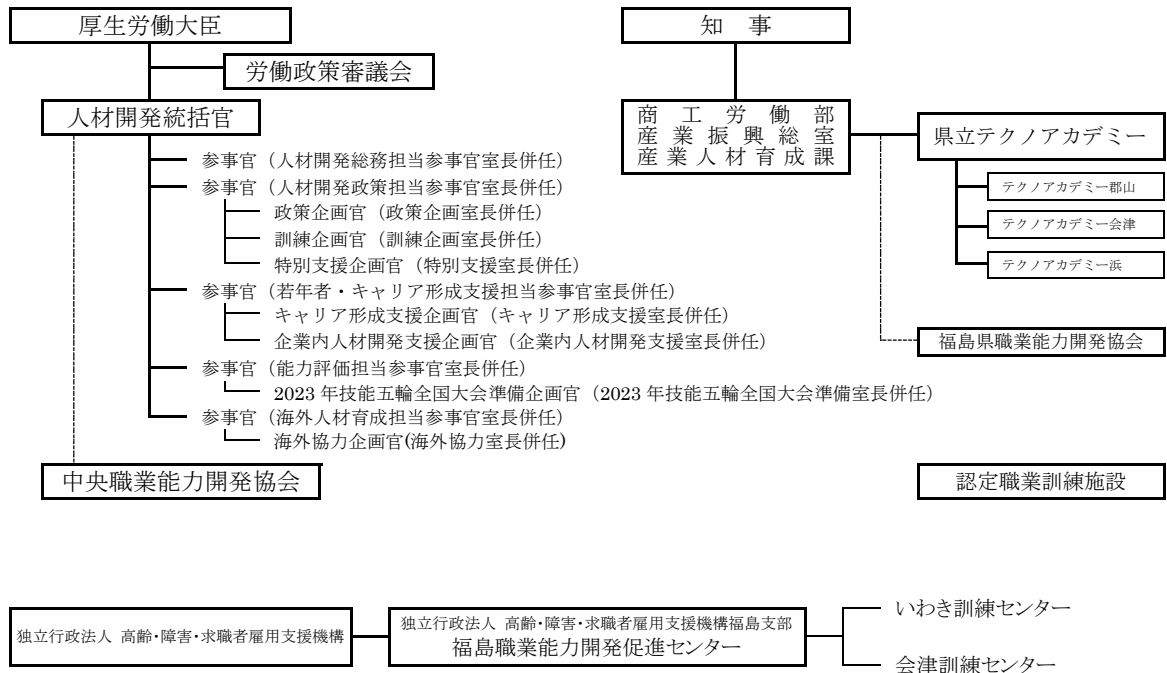 厚生労働大臣
労働政策審議会
人材開発統括官
参事官（人材開発総務担当参事官室長併任）
参事官（人材開発政策担当参事官室長併任）
政策企画官（政策企画室長併任）
訓練企画官（訓練企画室長併任）
特別支援企画官（特別支援室長併任）
参事官（若年者・キャリア形成支援担当参事官室長併任）
キャリア形成支援企画官（キャリア形成支援室長併任）
企業内人材開発支援企画官（企業内人材開発支援室長併任）
参事官（能力評価担当参事官室長併任）
2023 年技能五輪全国大会準備企画官（2023 年技能五輪全国大会準備室長併任）
参事官（海外人材育成担当参事官室長併任）
海外協力企画官(海外協力室長併任)
中央職業能力開発協会
知　事
商工労働部
産業振興総室
産業人材育成課
県立テクノアカデミー
テクノアカデミー郡山
テクノアカデミー会津
テクノアカデミー浜
福島県職業能力開発協会
認定職業訓練施設
独立行政法人 高齢・障害・求職者雇用支援機構
独立行政法人 高齢・障害・求職者雇用支援機構福島支部
福島職業能力開発促進センター
いわき訓練センター
会津訓練センター